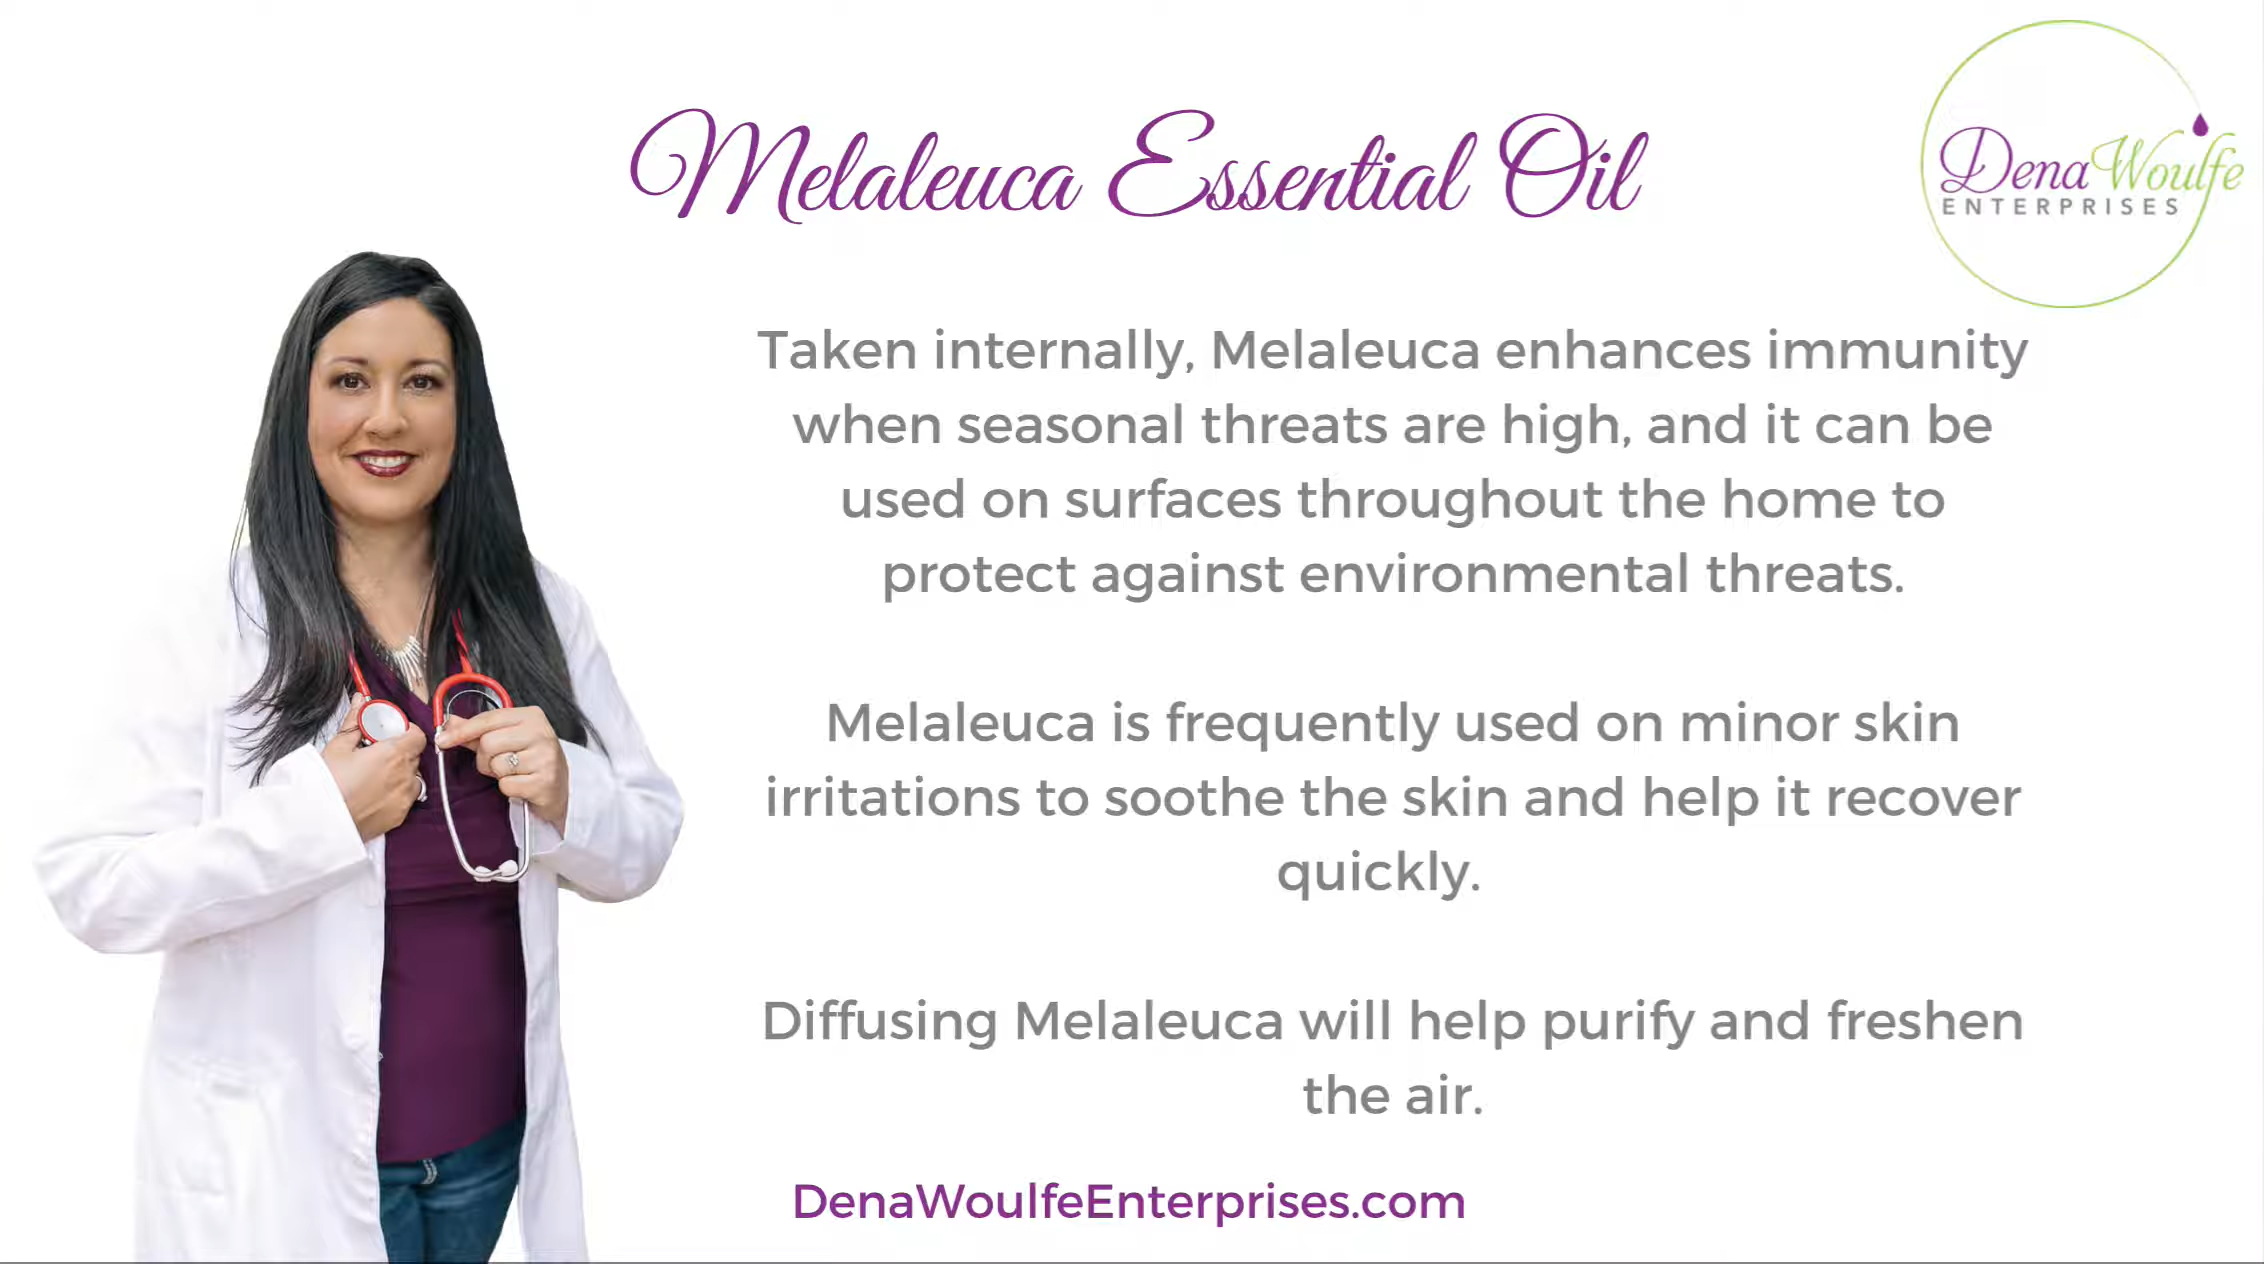 Melaleuca Essential Oil
Dena Woulfe
ENTERPRISES
Taken internally, Melaleuca enhances immunity
when seasonal threats are high, and it can be
used on surfaces throughout the home to
protect against environmental threats.
Melaleuca is frequently used on minor skin
irritations to soothe the skin and help it recover
quickly.
Diffusing Melaleuca will help purify and freshen
the air.
DenaWoulfeEnterprises.com